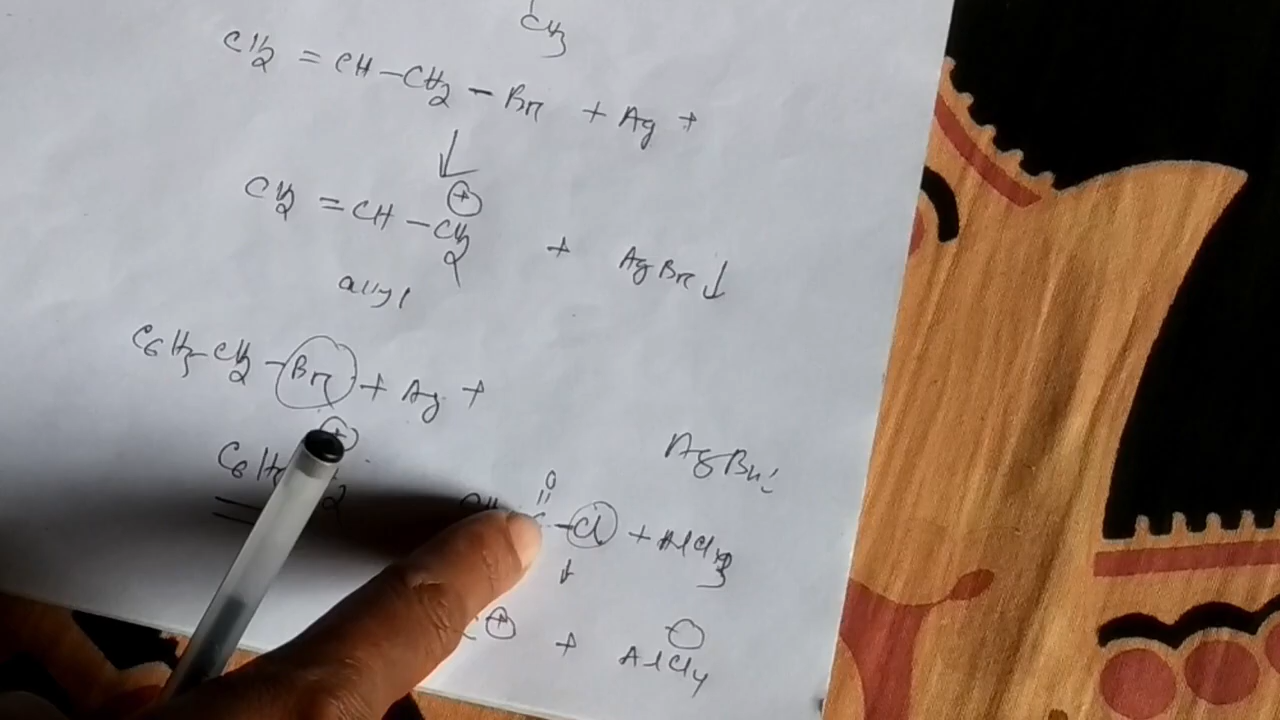 CH3
CH2 = CH – CH2 – Br + Ag +
↓
CH2 = CH – CH2 ⊕ + AgBr ↓
allyl
C6H5 – CH2 – Br + Ag +
⊕
C6H5
AgBr
O
C – Cl + AlCl3
↓
⊕ + AlCl4 ⊖